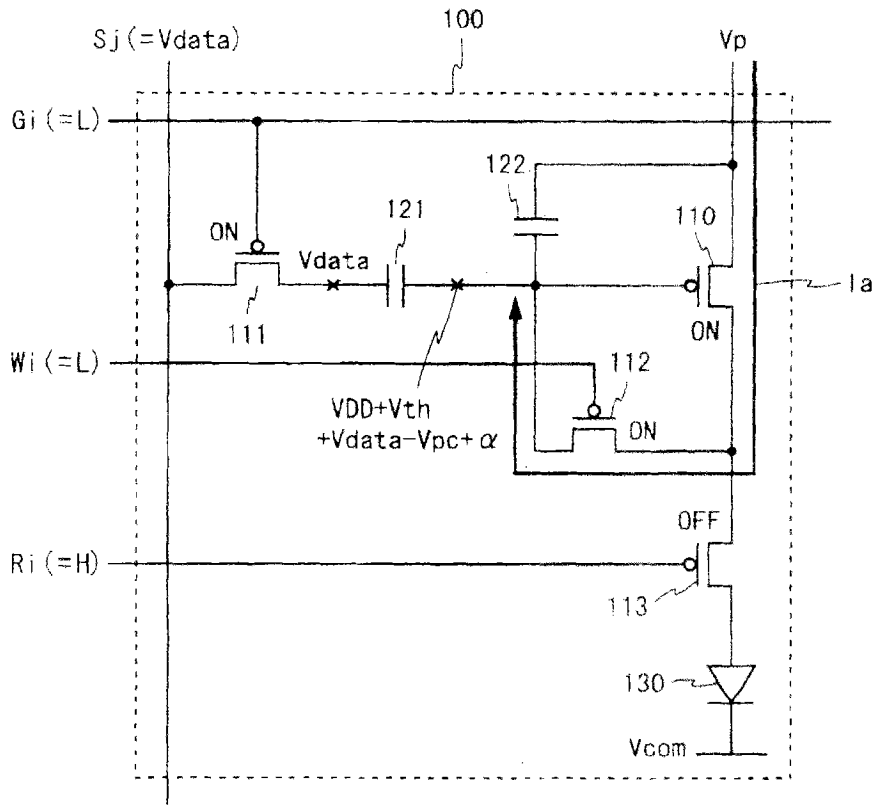 100
Sj(=Vdata)
Vp
Gi(=L)
122
110
121
ON
Vdata
Ia
111
ON
Wi(=L)
112
VDD+Vth
+Vdata-Vpc+α
ON
OFF
Ri(=H)
113
130
Vcom